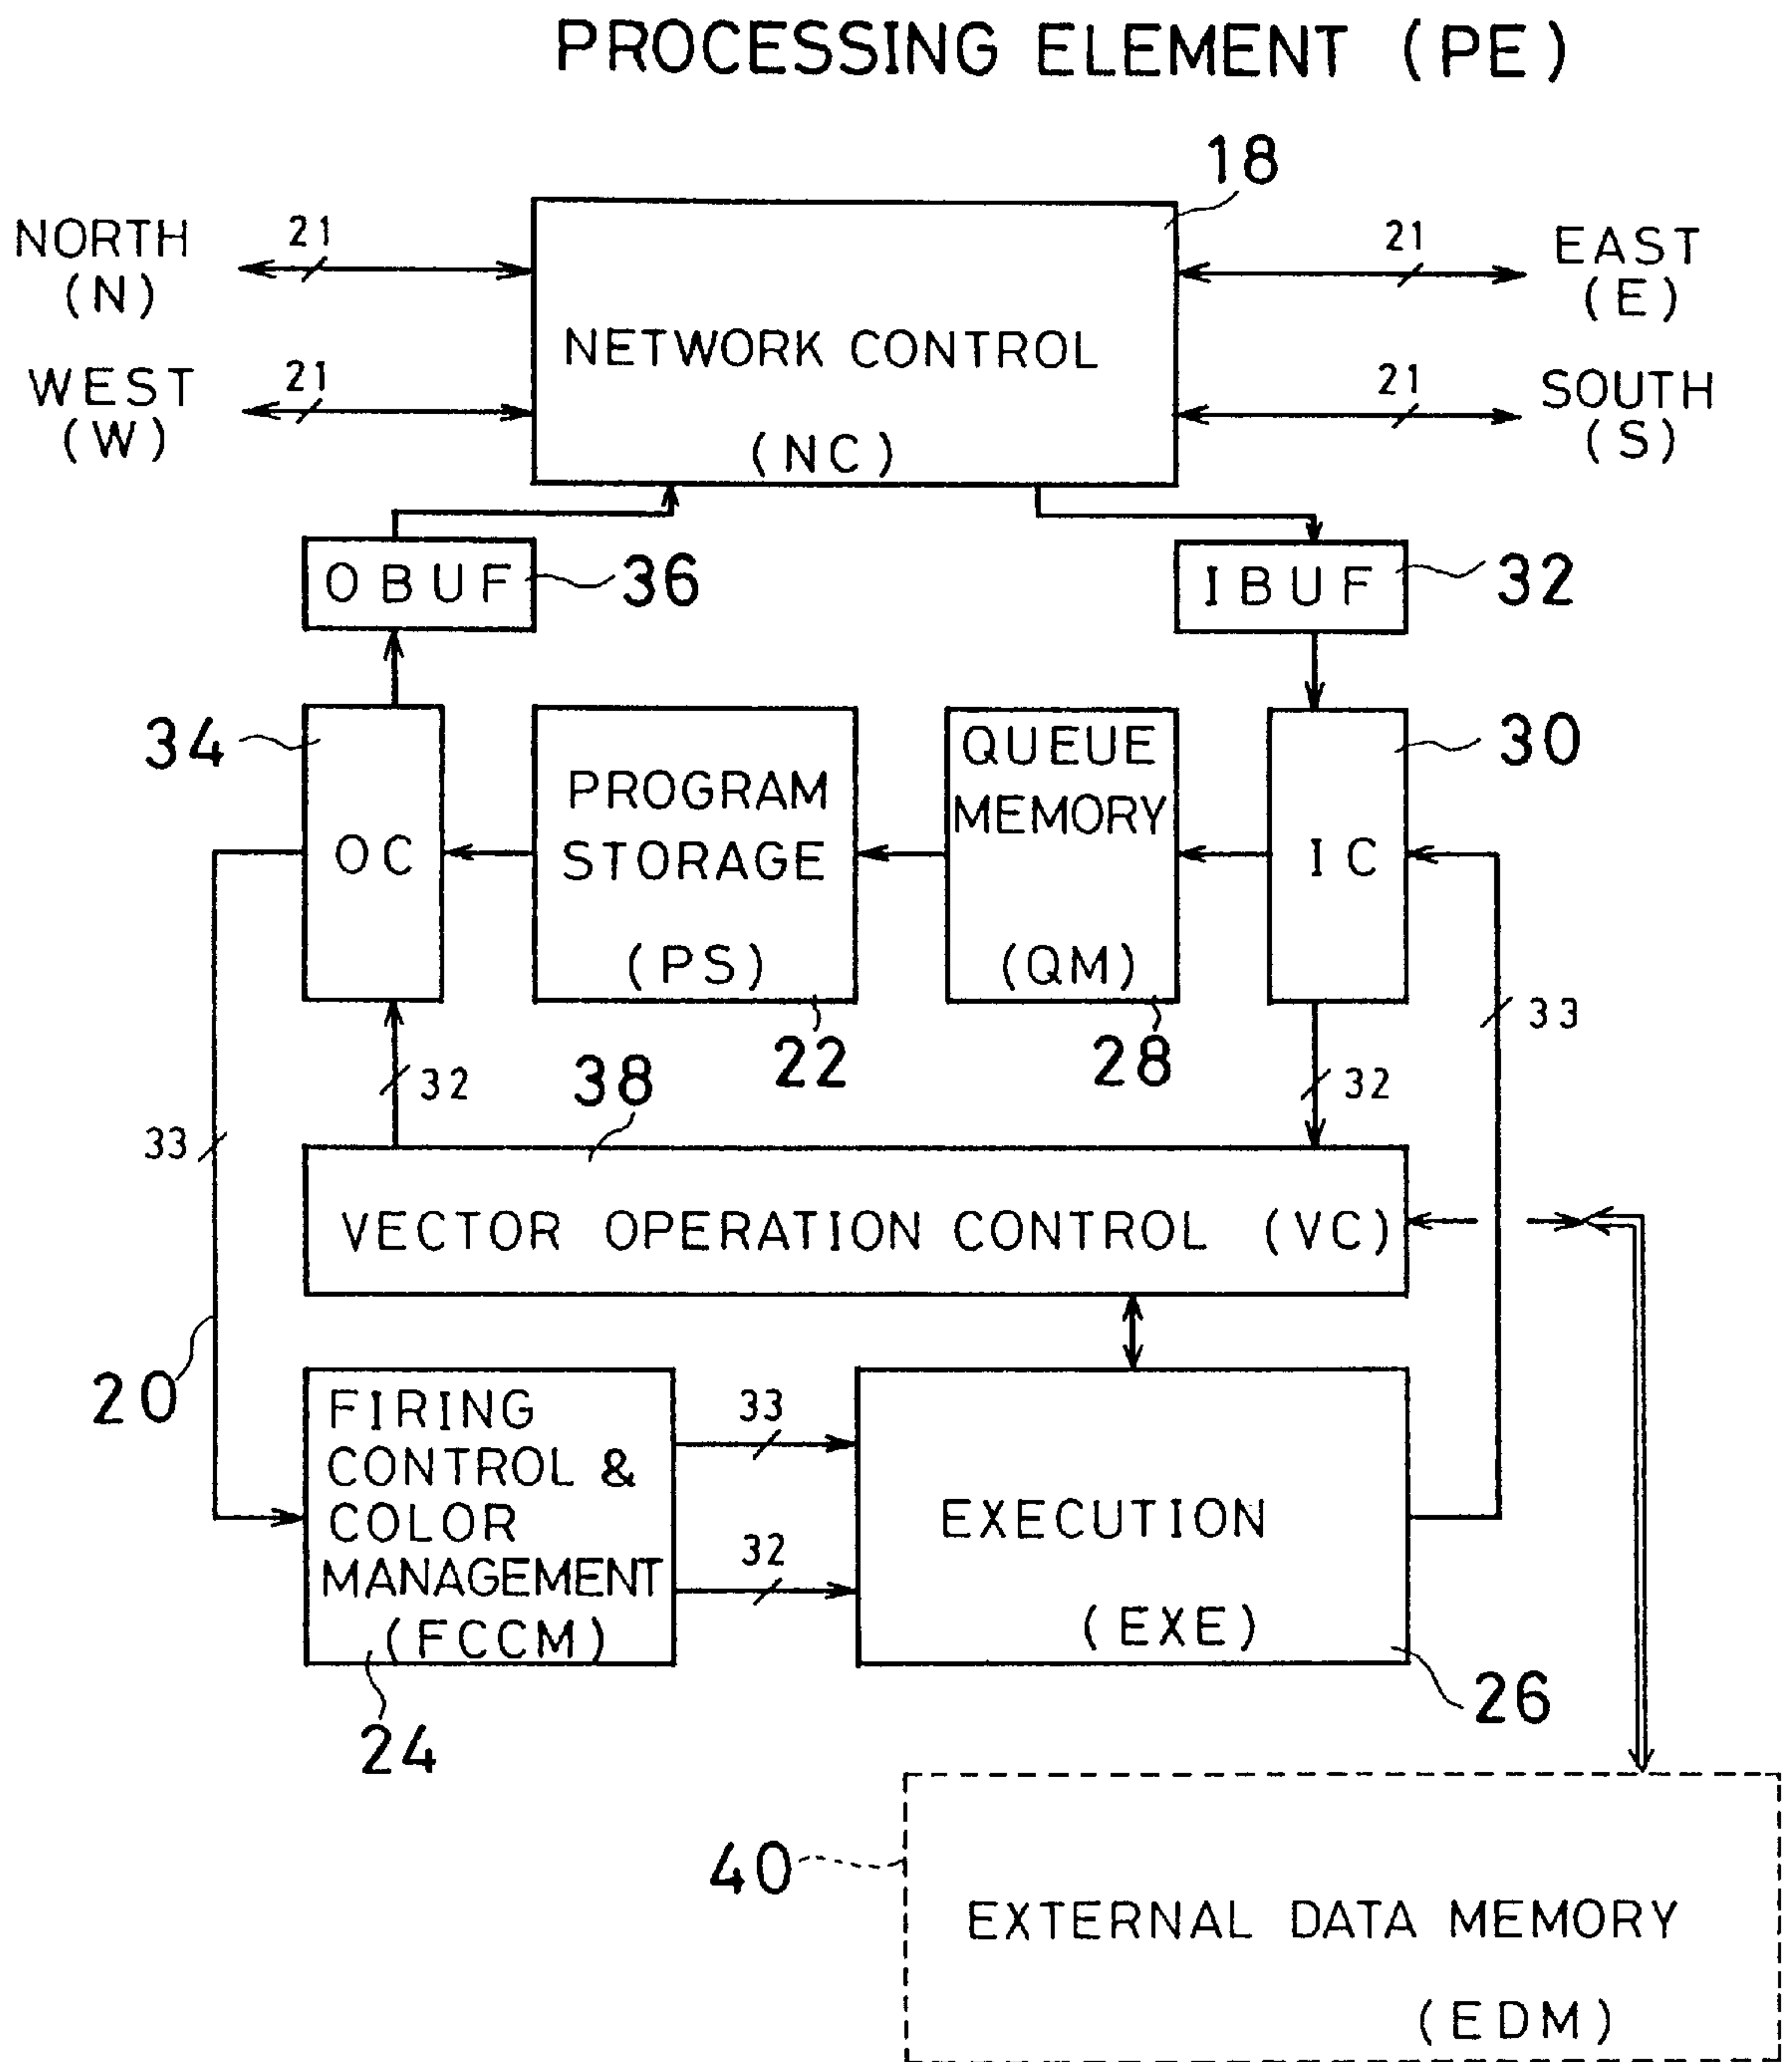 PROCESSING ELEMENT (PE)
18
NORTH
(N)
21
21
EAST
(E)
NETWORK CONTROL
(NC)
WEST
(W)
21
21
SOUTH
(S)
OBUF
36
IBUF
32
34
OC
PROGRAM
STORAGE
(PS)
QUEUE
MEMORY
(QM)
IC
30
22
28
33
32
38
32
33
VECTOR OPERATION CONTROL (VC)
20
FIRING
CONTROL &
COLOR
MANAGEMENT
(FCCM)
33
32
EXECUTION
(EXE)
24
26
40
EXTERNAL DATA MEMORY
(EDM)